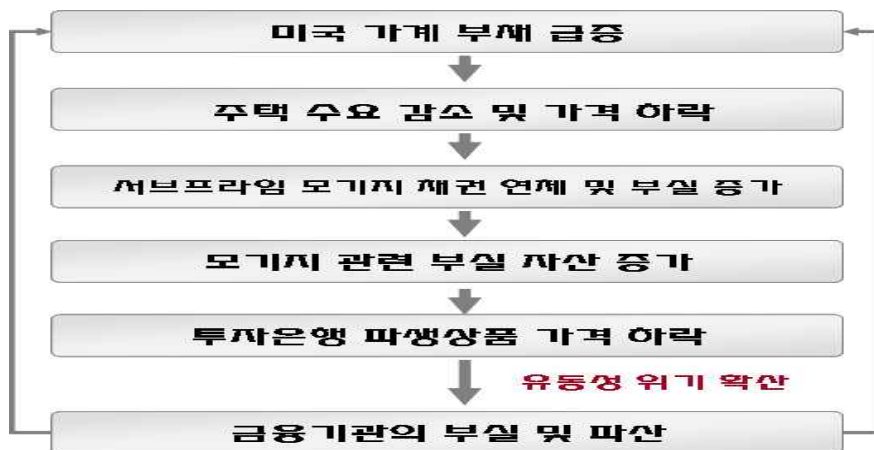 미국 가계 부채 급증
주택 수요 감소 및 가격 하락
서브프라임 모기지 채권 연체 및 부실 증가
모기지 관련 부실 자산 증가
투자은행 파생상품 가격 하락
유동성 위기 확산
금융기관의 부실 및 파산